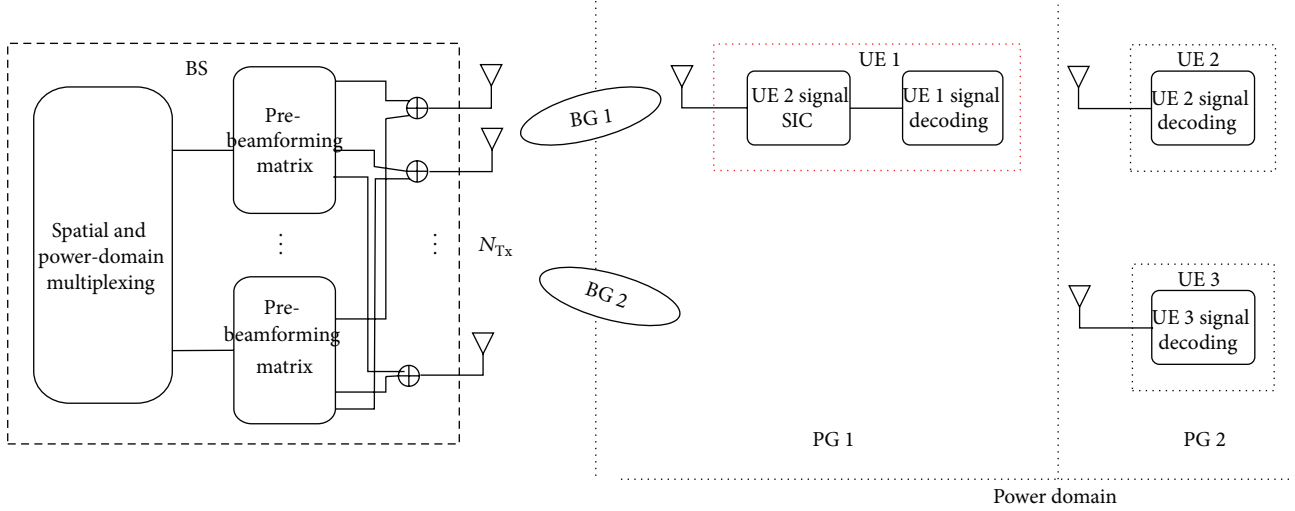 BS
Spatial and
power-domain
multiplexing
Pre-
beamforming
matrix
⋮
Pre-
beamforming
matrix
⋮
N_Tx
BG 1
BG 2
UE 1
UE 2 signal
SIC
UE 1 signal
decoding
UE 2
UE 2 signal
decoding
UE 3
UE 3 signal
decoding
PG 1
PG 2
Power domain